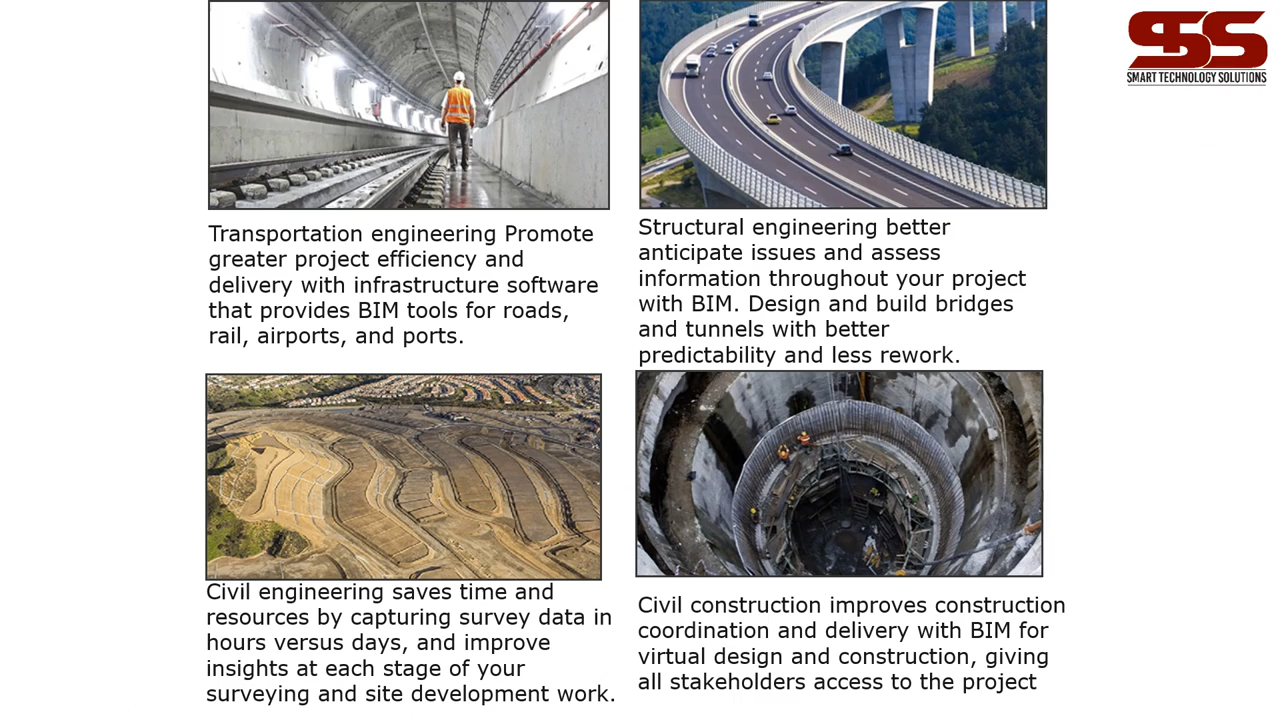 SMART TECHNOLOGY SOLUTIONS
Transportation engineering Promote
greater project efficiency and
delivery with infrastructure software
that provides BIM tools for roads,
rail, airports, and ports.
Structural engineering better
anticipate issues and assess
information throughout your project
with BIM. Design and build bridges
and tunnels with better
predictability and less rework.
Civil engineering saves time and
resources by capturing survey data in
hours versus days, and improve
insights at each stage of your
surveying and site development work.
Civil construction improves construction
coordination and delivery with BIM for
virtual design and construction, giving
all stakeholders access to the project